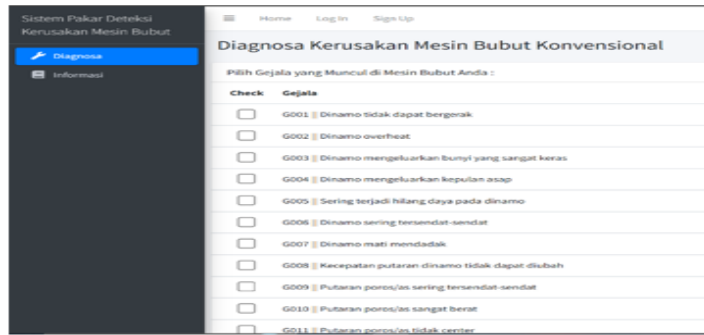 Sistem Pakar Deteksi
Kerusakan Mesin Bubut
Diagnosa
Informasi
Home Log In Sign Up
Diagnosa Kerusakan Mesin Bubut Konvensional
Pilih Gejala yang Muncul di Mesin Bubut Anda :
Check Gejala
G001 || Dinamo tidak dapat bergerak
G002 || Dinamo overheat
G003 || Dinamo mengeluarkan bunyi yang sangat keras
G004 || Dinamo mengeluarkan kepulan asap
G005 || Sering terjadi hilang daya pada dinamo
G006 || Dinamo sering tersendat-sendat
G007 || Dinamo mati mendadak
G008 || Kecepatan putaran dinamo tidak dapat diubah
G009 || Putaran poros/as sering tersendat-sendat
G010 || Putaran poros/as sangat berat
G011 || Putaran poros/as tidak center